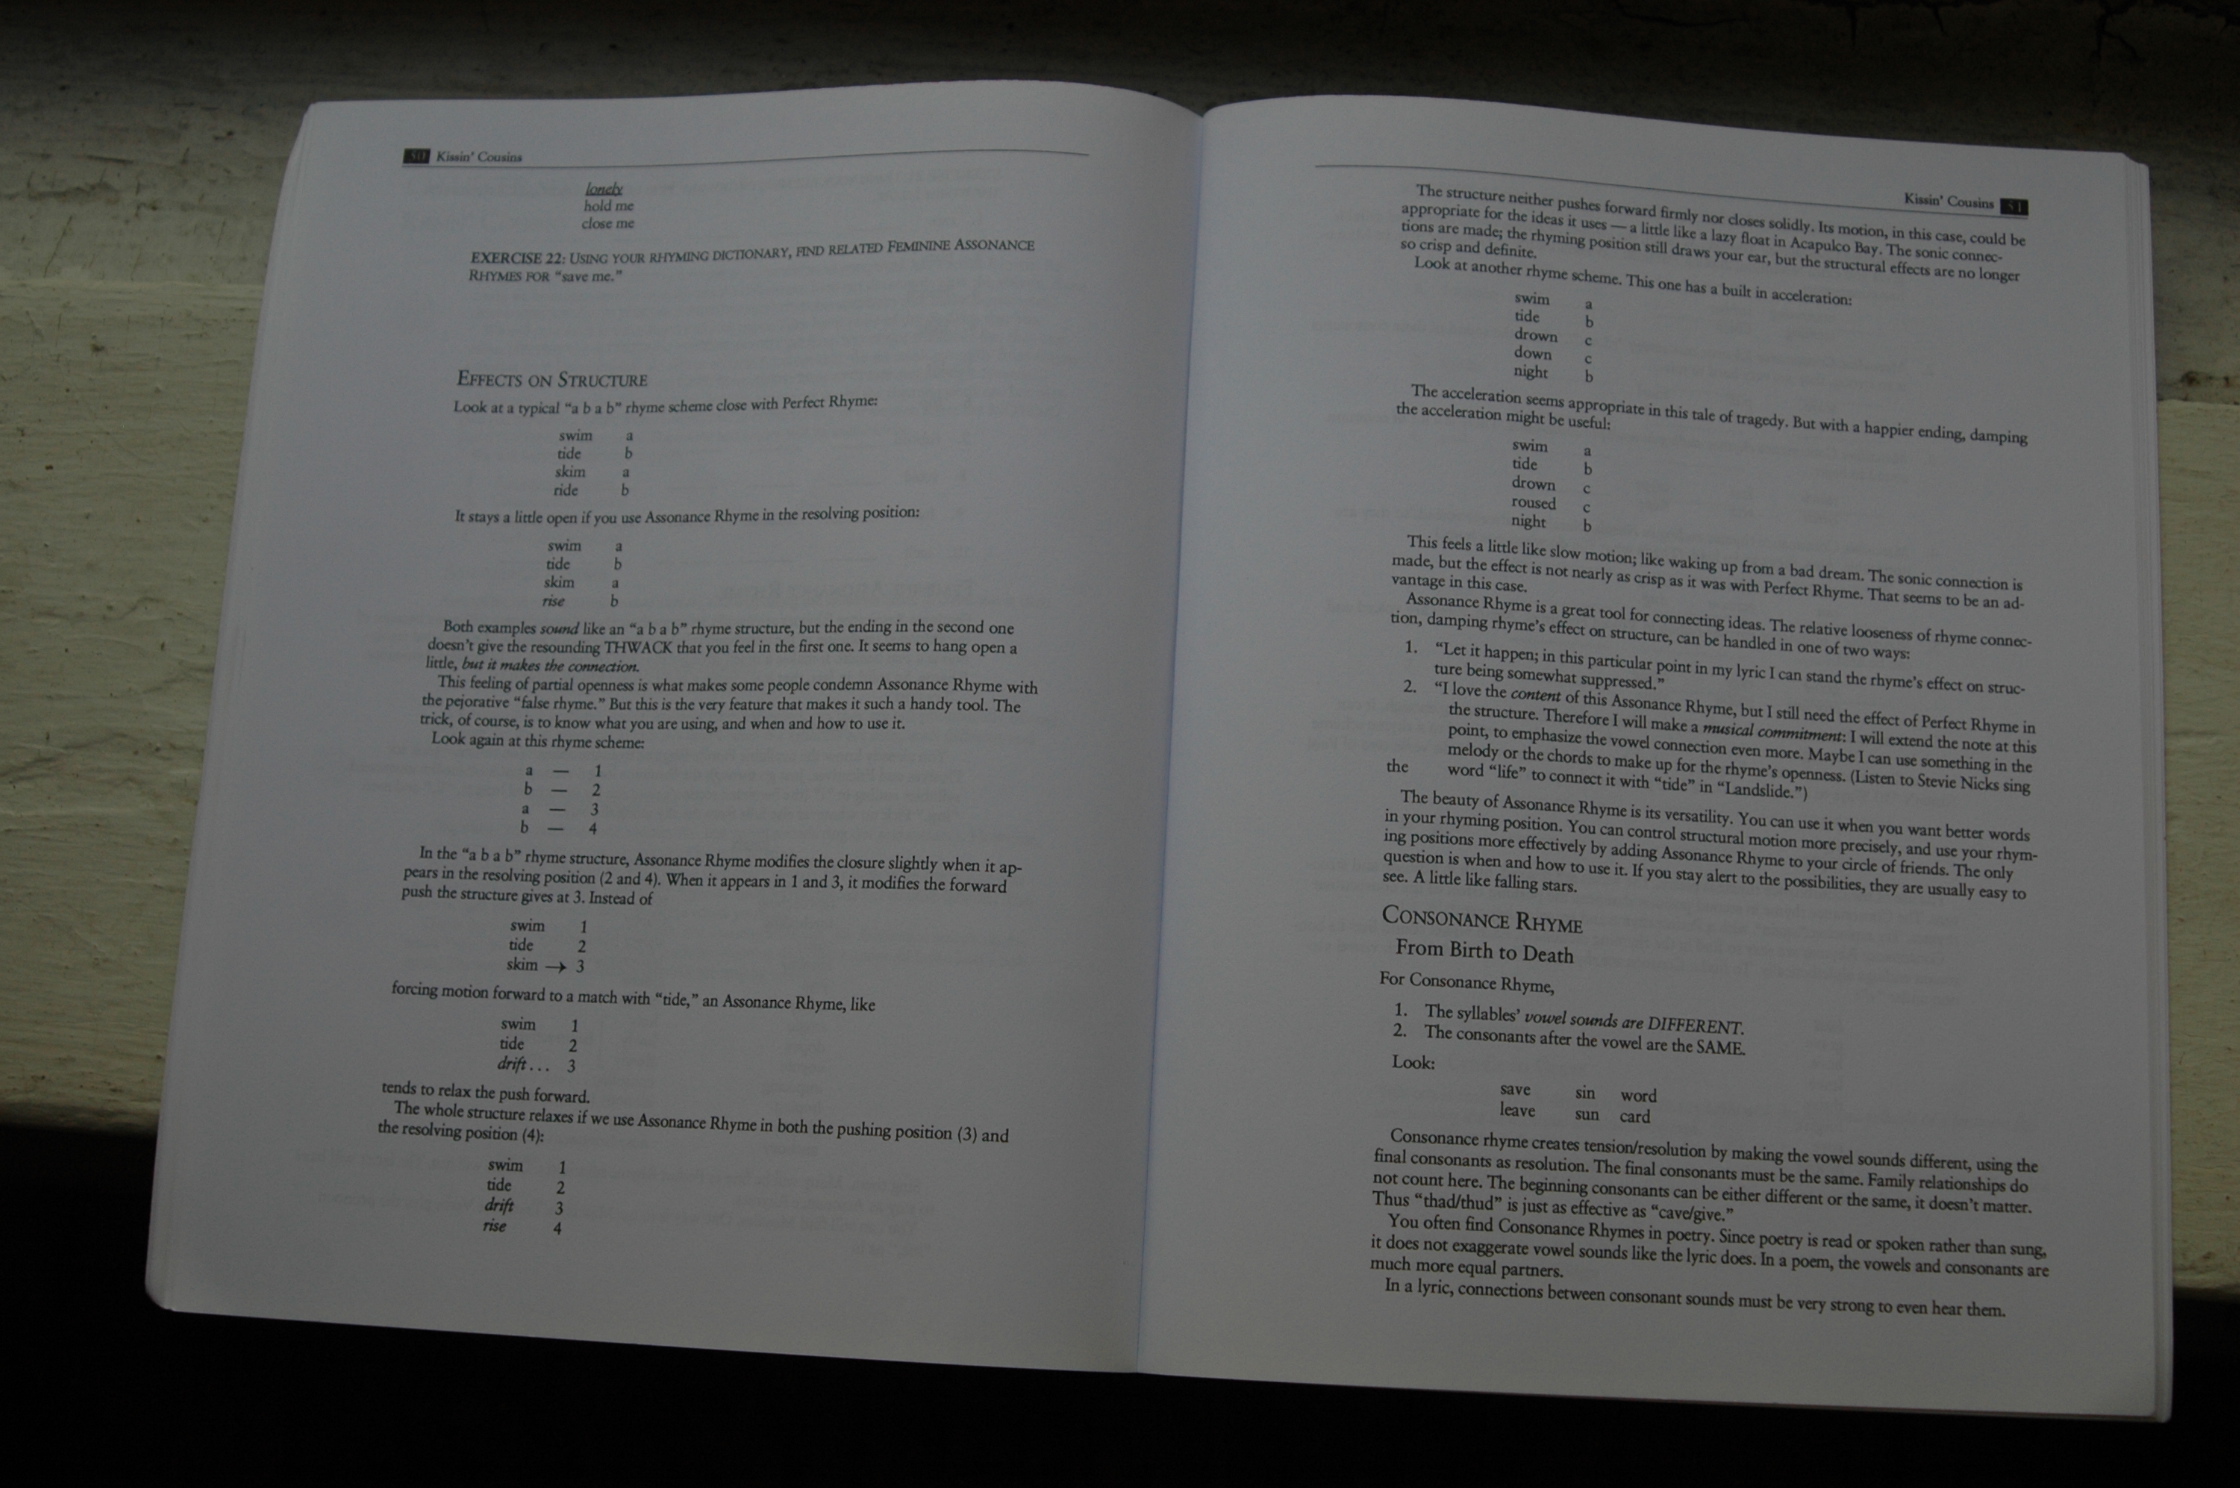 50 Kissin' Cousins
lonely
hold me
close me
EXERCISE 22: USING YOUR RHYMING DICTIONARY, FIND RELATED FEMININE ASSONANCE
RHYMES FOR "save me."
EFFECTS ON STRUCTURE
Look at a typical "a b a b" rhyme scheme close with Perfect Rhyme:
swim a
tide b
skim a
ride b
It stays a little open if you use Assonance Rhyme in the resolving position:
swim a
tide b
skim a
rise b
Both examples sound like an "a b a b" rhyme structure, but the ending in the second one
doesn't give the resounding THWACK that you feel in the first one. It seems to hang open a
little, but it makes the connection.
This feeling of partial openness is what makes some people condemn Assonance Rhyme with
the pejorative "false rhyme." But this is the very feature that makes it such a handy tool. The
trick, of course, is to know what you are using, and when and how to use it.
Look again at this rhyme scheme:
a — 1
b — 2
a — 3
b — 4
In the "a b a b" rhyme structure, Assonance Rhyme modifies the closure slightly when it ap-
pears in the resolving position (2 and 4). When it appears in 1 and 3, it modifies the forward
push the structure gives at 3. Instead of
swim 1
tide 2
skim → 3
forcing motion forward to a match with "tide," an Assonance Rhyme, like
swim 1
tide 2
drift... 3
tends to relax the push forward.
The whole structure relaxes if we use Assonance Rhyme in both the pushing position (3) and
the resolving position (4):
swim 1
tide 2
drift 3
rise 4
Kissin' Cousins 51
The structure neither pushes forward firmly nor closes solidly. Its motion, in this case, could be
appropriate for the ideas it uses — a little like a lazy float in Acapulco Bay. The sonic connec-
tions are made; the rhyming position still draws your ear, but the structural effects are no longer
so crisp and definite.
Look at another rhyme scheme. This one has a built in acceleration:
swim a
tide b
drown c
down c
night b
The acceleration seems appropriate in this tale of tragedy. But with a happier ending, damping
the acceleration might be useful:
swim a
tide b
drown c
roused c
night b
This feels a little like slow motion; like waking up from a bad dream. The sonic connection is
made, but the effect is not nearly as crisp as it was with Perfect Rhyme. That seems to be an ad-
vantage in this case.
Assonance Rhyme is a great tool for connecting ideas. The relative looseness of rhyme connec-
tion, damping rhyme's effect on structure, can be handled in one of two ways:
1. "Let it happen; in this particular point in my lyric I can stand the rhyme's effect on struc-
ture being somewhat suppressed."
2. "I love the content of this Assonance Rhyme, but I still need the effect of Perfect Rhyme in
the structure. Therefore I will make a musical commitment: I will extend the note at this
point, to emphasize the vowel connection even more. Maybe I can use something in the
melody or the chords to make up for the rhyme's openness. (Listen to Stevie Nicks sing
the word "life" to connect it with "tide" in "Landslide.")
The beauty of Assonance Rhyme is its versatility. You can use it when you want better words
in your rhyming position. You can control structural motion more precisely, and use your rhym-
ing positions more effectively by adding Assonance Rhyme to your circle of friends. The only
question is when and how to use it. If you stay alert to the possibilities, they are usually easy to
see. A little like falling stars.
CONSONANCE RHYME
From Birth to Death
For Consonance Rhyme,
1. The syllables' vowel sounds are DIFFERENT.
2. The consonants after the vowel are the SAME.
Look:
save sin word
leave sun card
Consonance rhyme creates tension/resolution by making the vowel sounds different, using the
final consonants as resolution. The final consonants must be the same. Family relationships do
not count here. The beginning consonants can be either different or the same, it doesn't matter.
Thus "thad/thud" is just as effective as "cave/give."
You often find Consonance Rhymes in poetry. Since poetry is read or spoken rather than sung,
it does not exaggerate vowel sounds like the lyric does. In a poem, the vowels and consonants are
much more equal partners.
In a lyric, connections between consonant sounds must be very strong to even hear them.